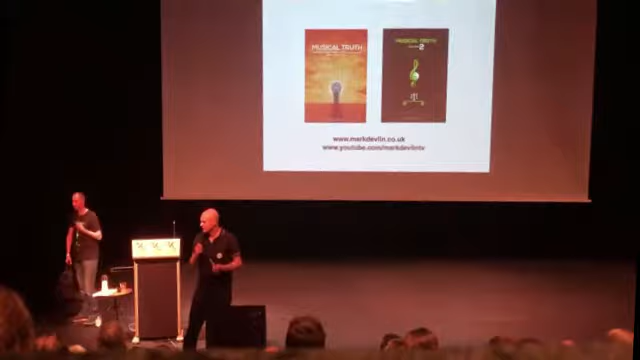 MUSICAL TRUTH
MUSICAL TRUTH
2
www.markdevlin.co.uk
www.youtube.com/markdevlintv